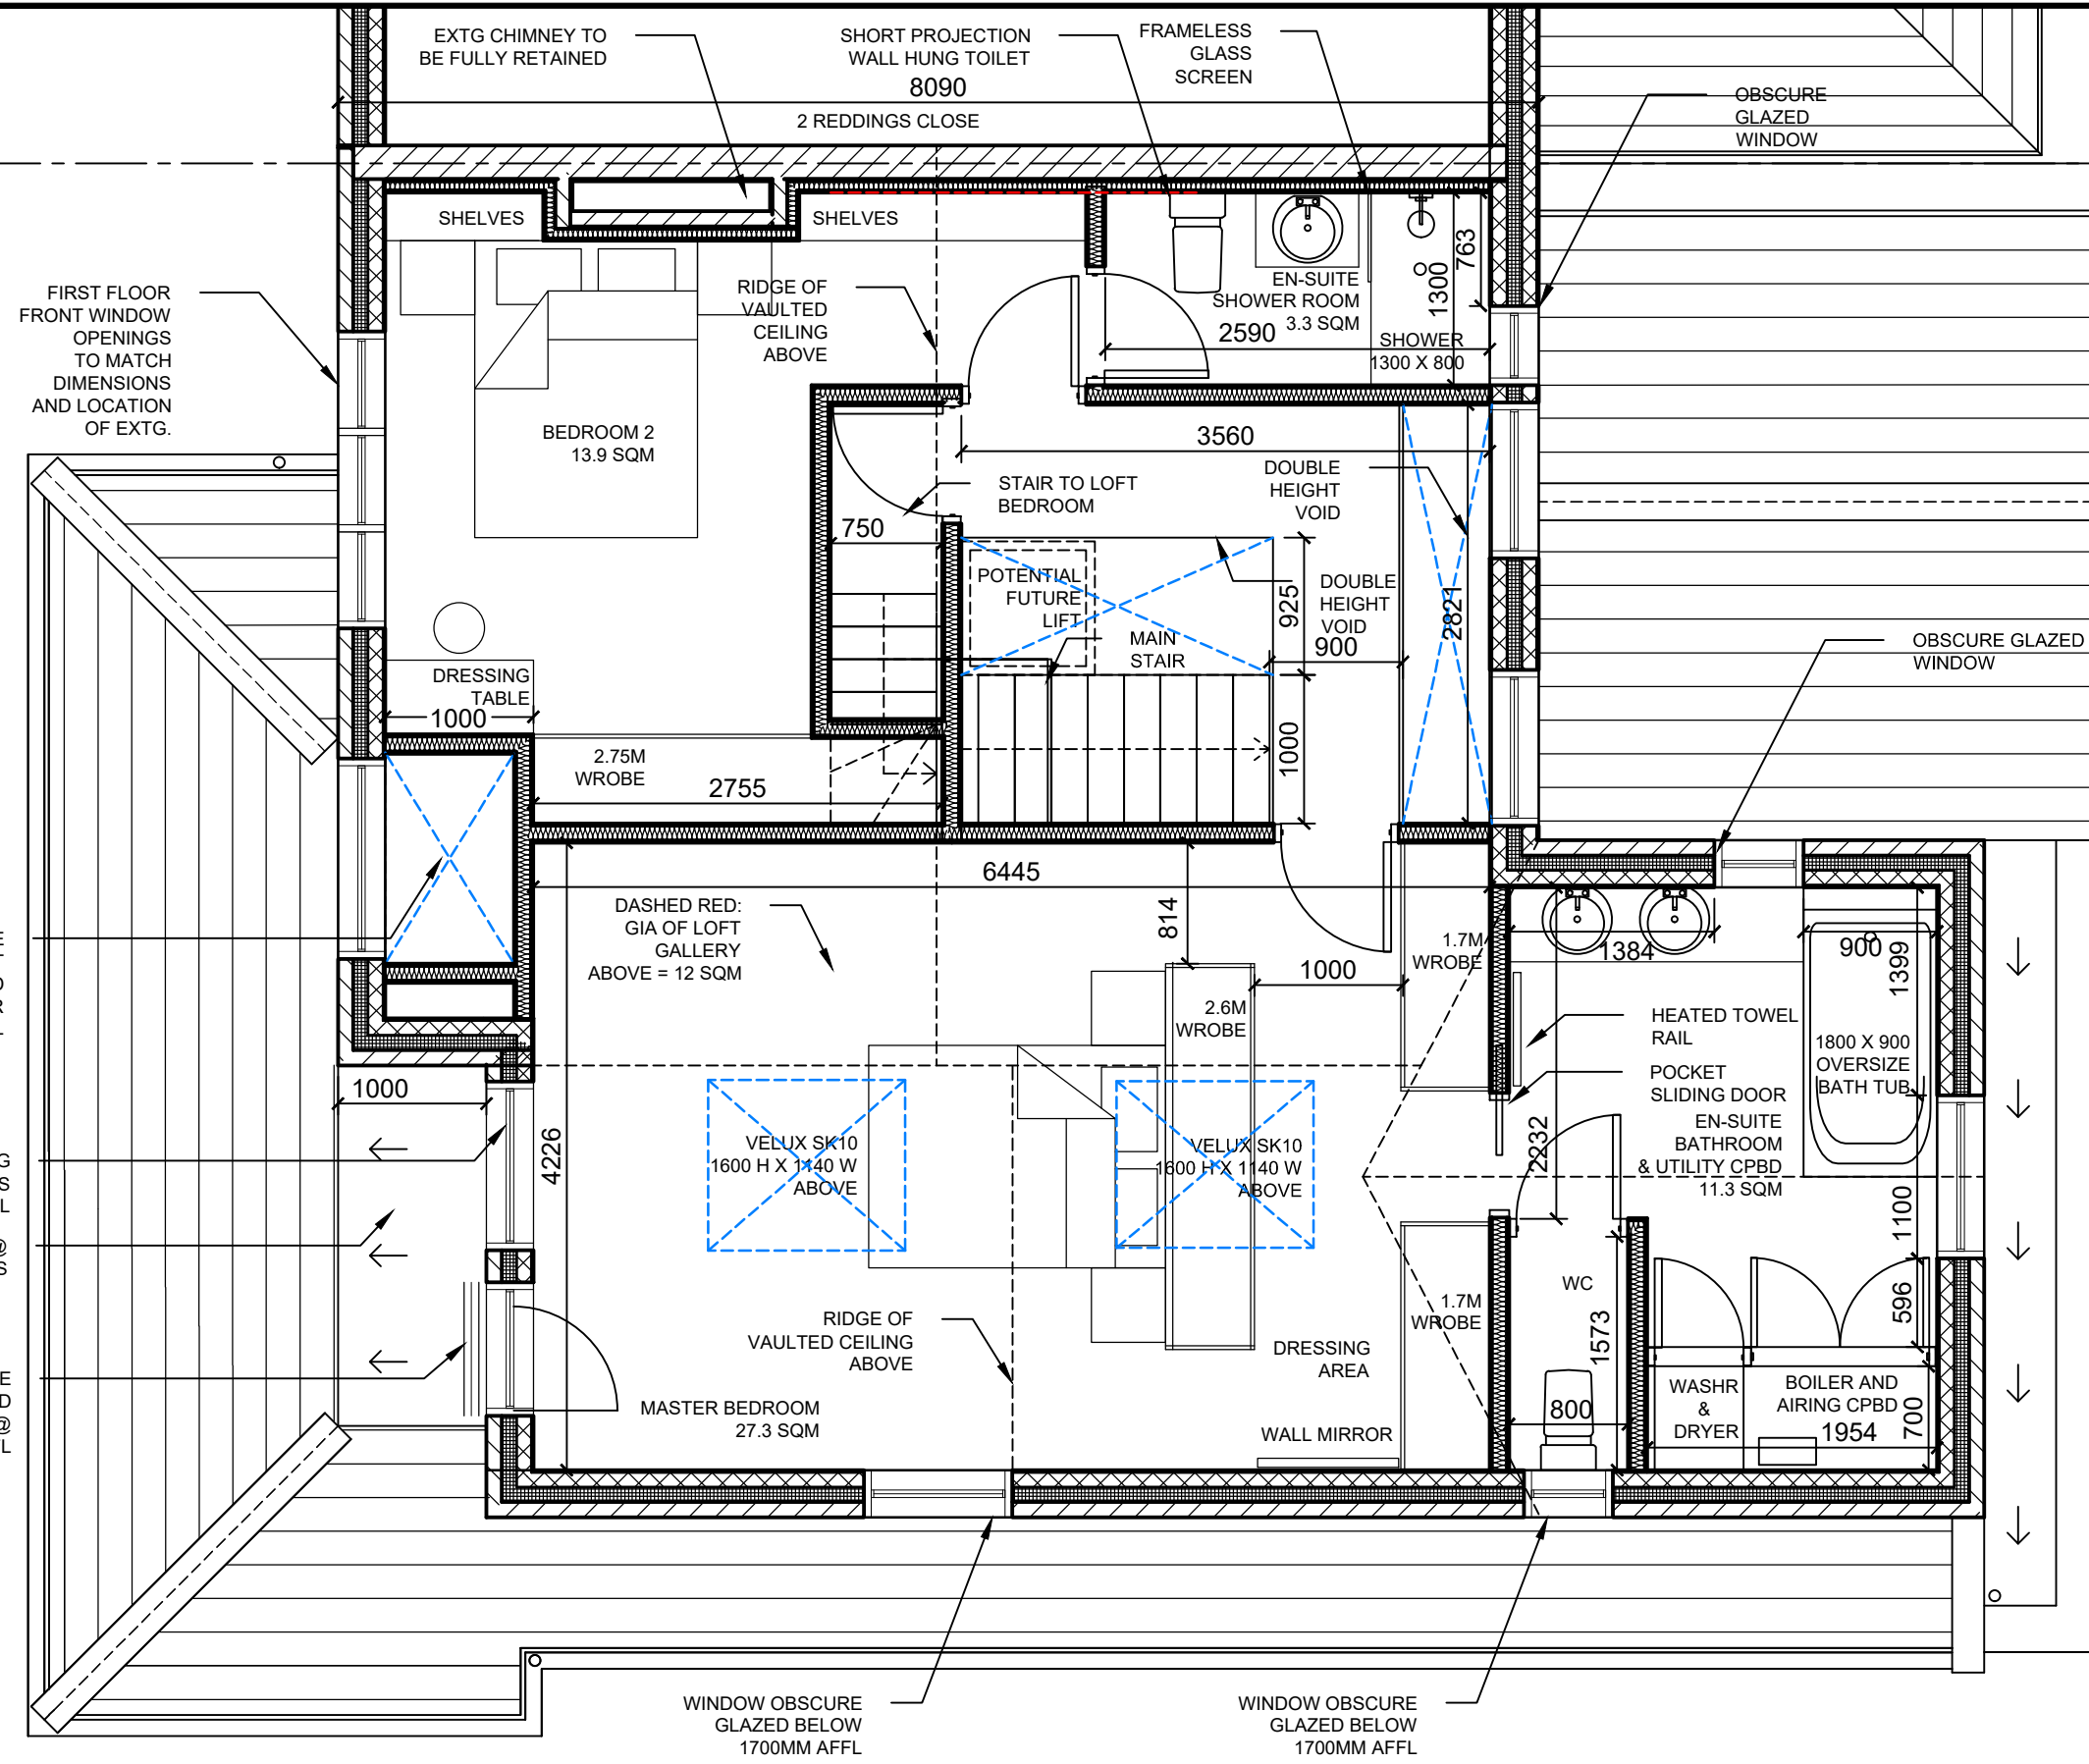 EXTG CHIMNEY TO
BE FULLY RETAINED
SHORT PROJECTION
WALL HUNG TOILET
FRAMELESS
GLASS
SCREEN
8090
2 REDDINGS CLOSE
OBSCURE
GLAZED
WINDOW
SHELVES
SHELVES
763
1300
FIRST FLOOR
FRONT WINDOW
OPENINGS
TO MATCH
DIMENSIONS
AND LOCATION
OF EXTG.
RIDGE OF
VAULTED
CEILING
ABOVE
EN-SUITE
SHOWER ROOM
3.3 SQM
2590
SHOWER
1300 X 800
BEDROOM 2
13.9 SQM
3560
STAIR TO LOFT
BEDROOM
DOUBLE
HEIGHT
VOID
750
POTENTIAL
FUTURE
LIFT
925
DOUBLE
HEIGHT
VOID
2821
MAIN
STAIR
900
OBSCURE GLAZED
WINDOW
DRESSING
TABLE
1000
2.75M
WROBE
2755
1000
6445
DASHED RED:
GIA OF LOFT
GALLERY
ABOVE = 12 SQM
814
1.7M
WROBE
1000
2.6M
WROBE
1384
900
1399
HEATED TOWEL
RAIL
1800 X 900
OVERSIZE
BATH TUB
POCKET
SLIDING DOOR
1000
4226
VELUX SK10
1600 H X 1140 W
ABOVE
VELUX SK10
1600 H X 1140 W
ABOVE
2232
EN-SUITE
BATHROOM
& UTILITY CPBD
11.3 SQM
1100
WC
596
1573
1.7M
WROBE
RIDGE OF
VAULTED CEILING
ABOVE
DRESSING
AREA
MASTER BEDROOM
27.3 SQM
WALL MIRROR
800
WASHR
&
DRYER
BOILER AND
AIRING CPBD
1954
700
WINDOW OBSCURE
GLAZED BELOW
1700MM AFFL
WINDOW OBSCURE
GLAZED BELOW
1700MM AFFL